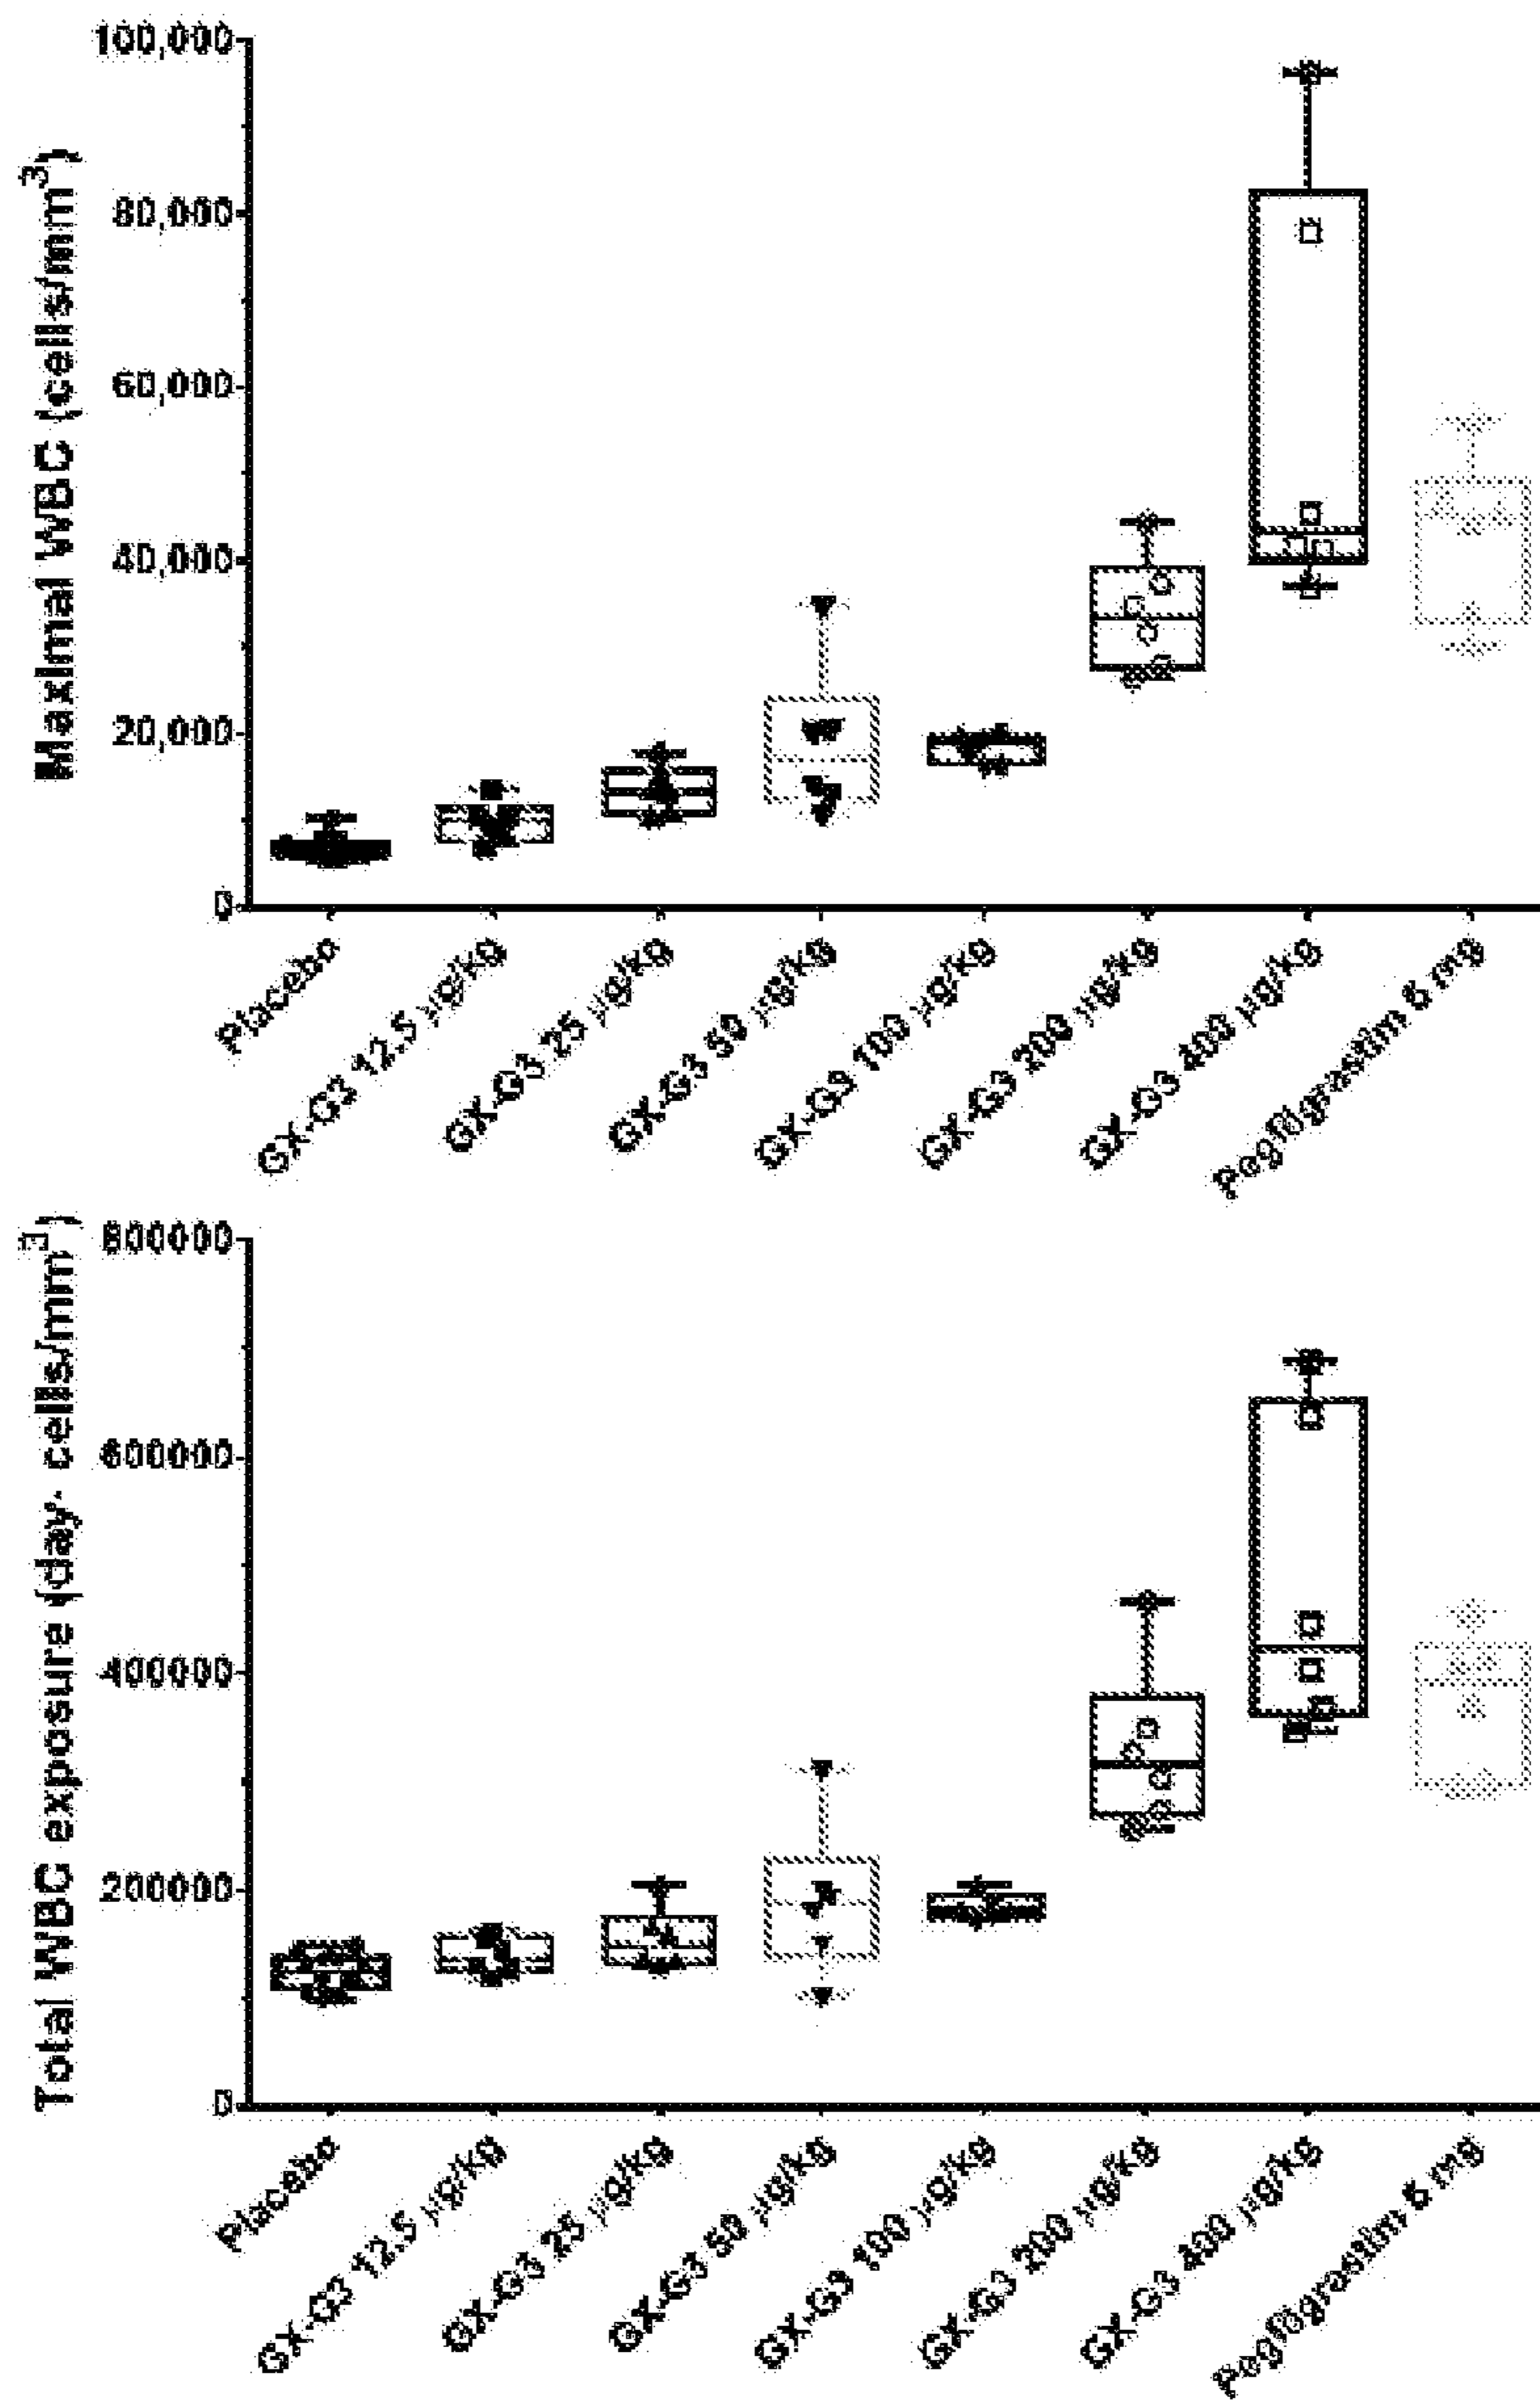 Maximal WBC (cells/mm³)
100,000
80,000
60,000
40,000
20,000
0
Placebo
GX-G3 12.5 µg/kg
GX-G3 25 µg/kg
GX-G3 50 µg/kg
GX-G3 100 µg/kg
GX-G3 200 µg/kg
GX-G3 400 µg/kg
Pegfilgrastim 6 mg
Total WBC exposure (day· cells/mm³)
800000
600000
400000
200000
0
Placebo
GX-G3 12.5 µg/kg
GX-G3 25 µg/kg
GX-G3 50 µg/kg
GX-G3 100 µg/kg
GX-G3 200 µg/kg
GX-G3 400 µg/kg
Pegfilgrastim 6 mg